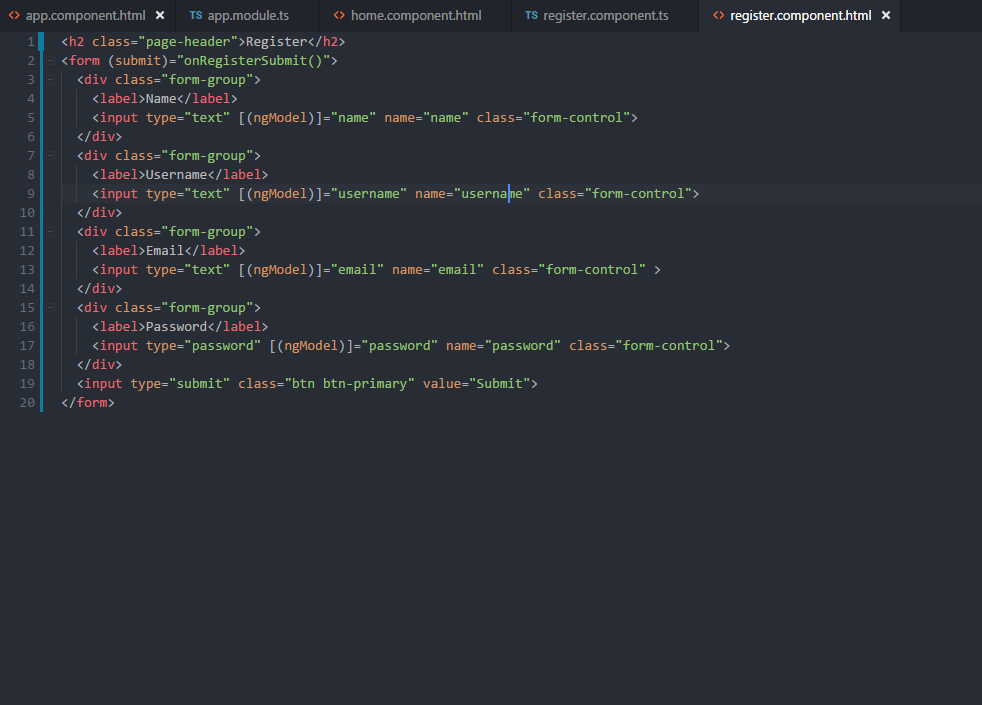 <> app.component.html × TS app.module.ts <> home.component.html TS register.component.ts <> register.component.html ×
1 <h2 class="page-header">Register</h2>
2 <form (submit)="onRegisterSubmit()">
3 <div class="form-group">
4 <label>Name</label>
5 <input type="text" [(ngModel)]="name" name="name" class="form-control">
6 </div>
7 <div class="form-group">
8 <label>Username</label>
9 <input type="text" [(ngModel)]="username" name="username" class="form-control">
10 </div>
11 <div class="form-group">
12 <label>Email</label>
13 <input type="text" [(ngModel)]="email" name="email" class="form-control" >
14 </div>
15 <div class="form-group">
16 <label>Password</label>
17 <input type="password" [(ngModel)]="password" name="password" class="form-control">
18 </div>
19 <input type="submit" class="btn btn-primary" value="Submit">
20 </form>